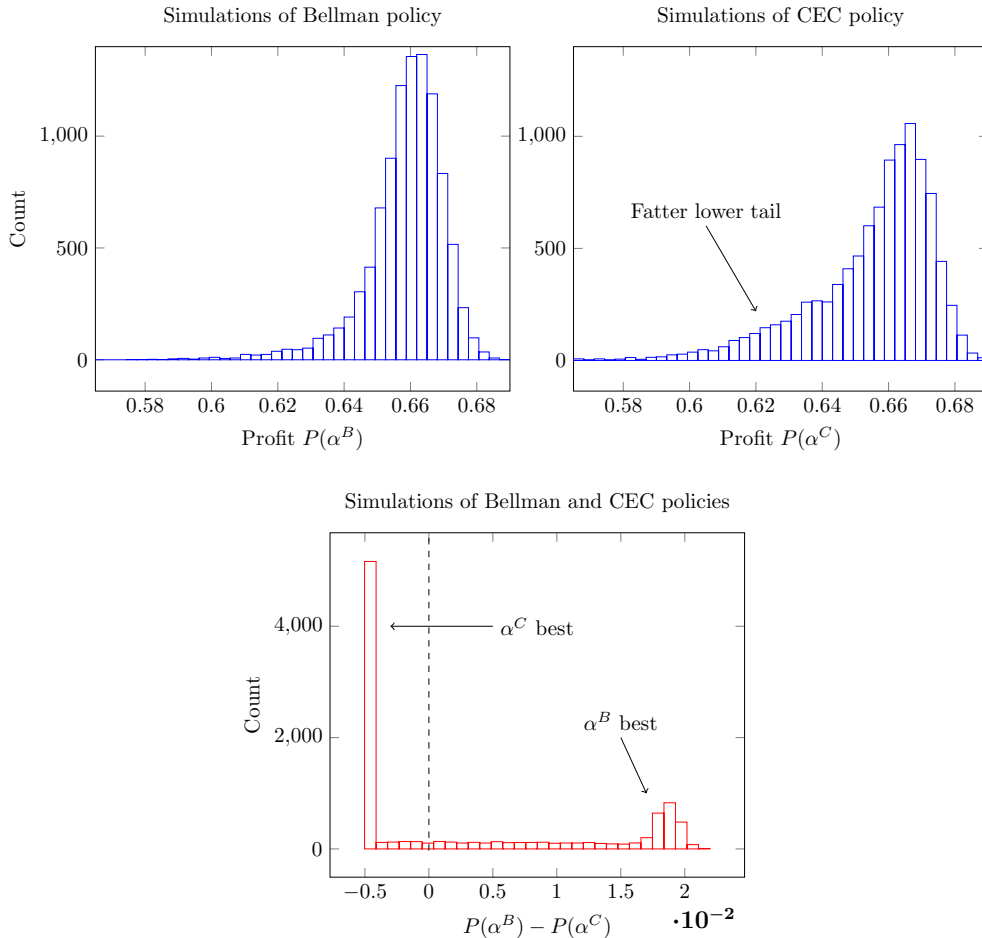 Simulations of Bellman policy
Simulations of CEC policy
1,000
500
0
Count
0.58 0.6 0.62 0.64 0.66 0.68
Profit P(α^B)
1,000
500
0
Fatter lower tail
0.58 0.6 0.62 0.64 0.66 0.68
Profit P(α^C)
Simulations of Bellman and CEC policies
4,000
2,000
0
Count
α^C best
α^B best
−0.5 0 0.5 1 1.5 2
·10^−2
P(α^B) − P(α^C)